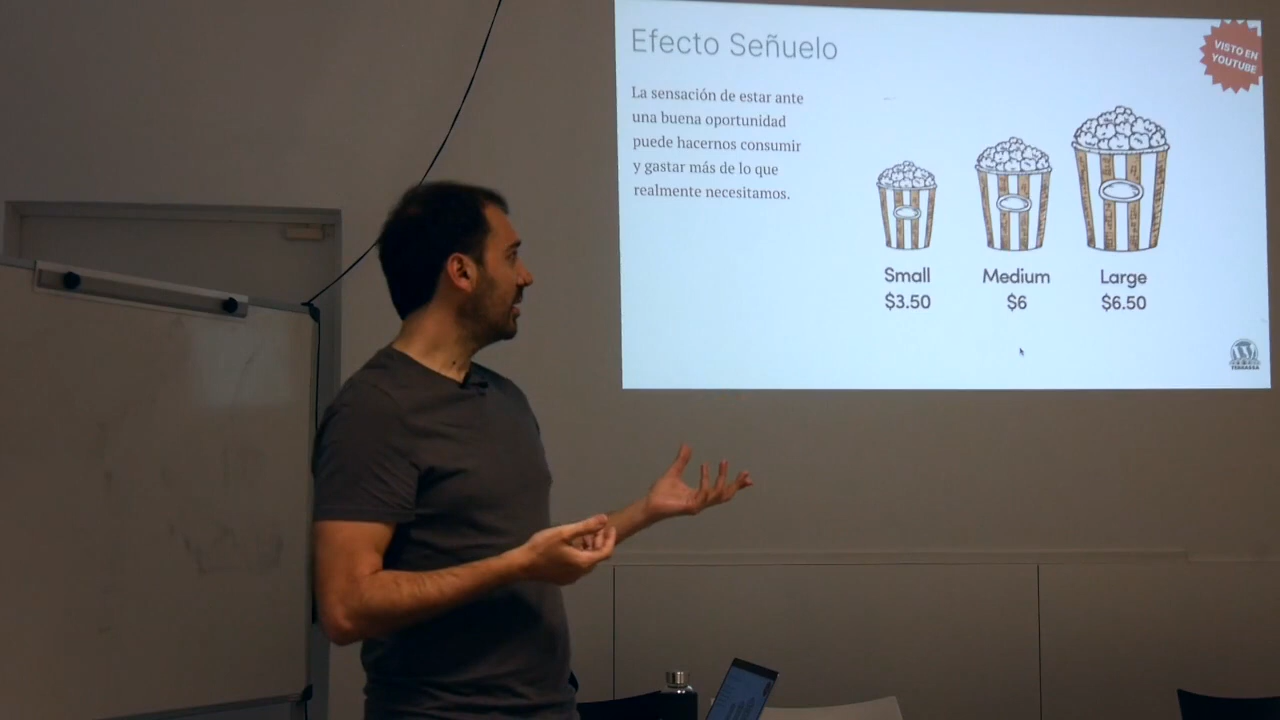 Efecto Señuelo
VISTO EN
YOUTUBE
La sensación de estar ante
una buena oportunidad
puede hacernos consumir
y gastar más de lo que
realmente necesitamos.
Small
$3.50
Medium
$6
Large
$6.50
TERRASSA